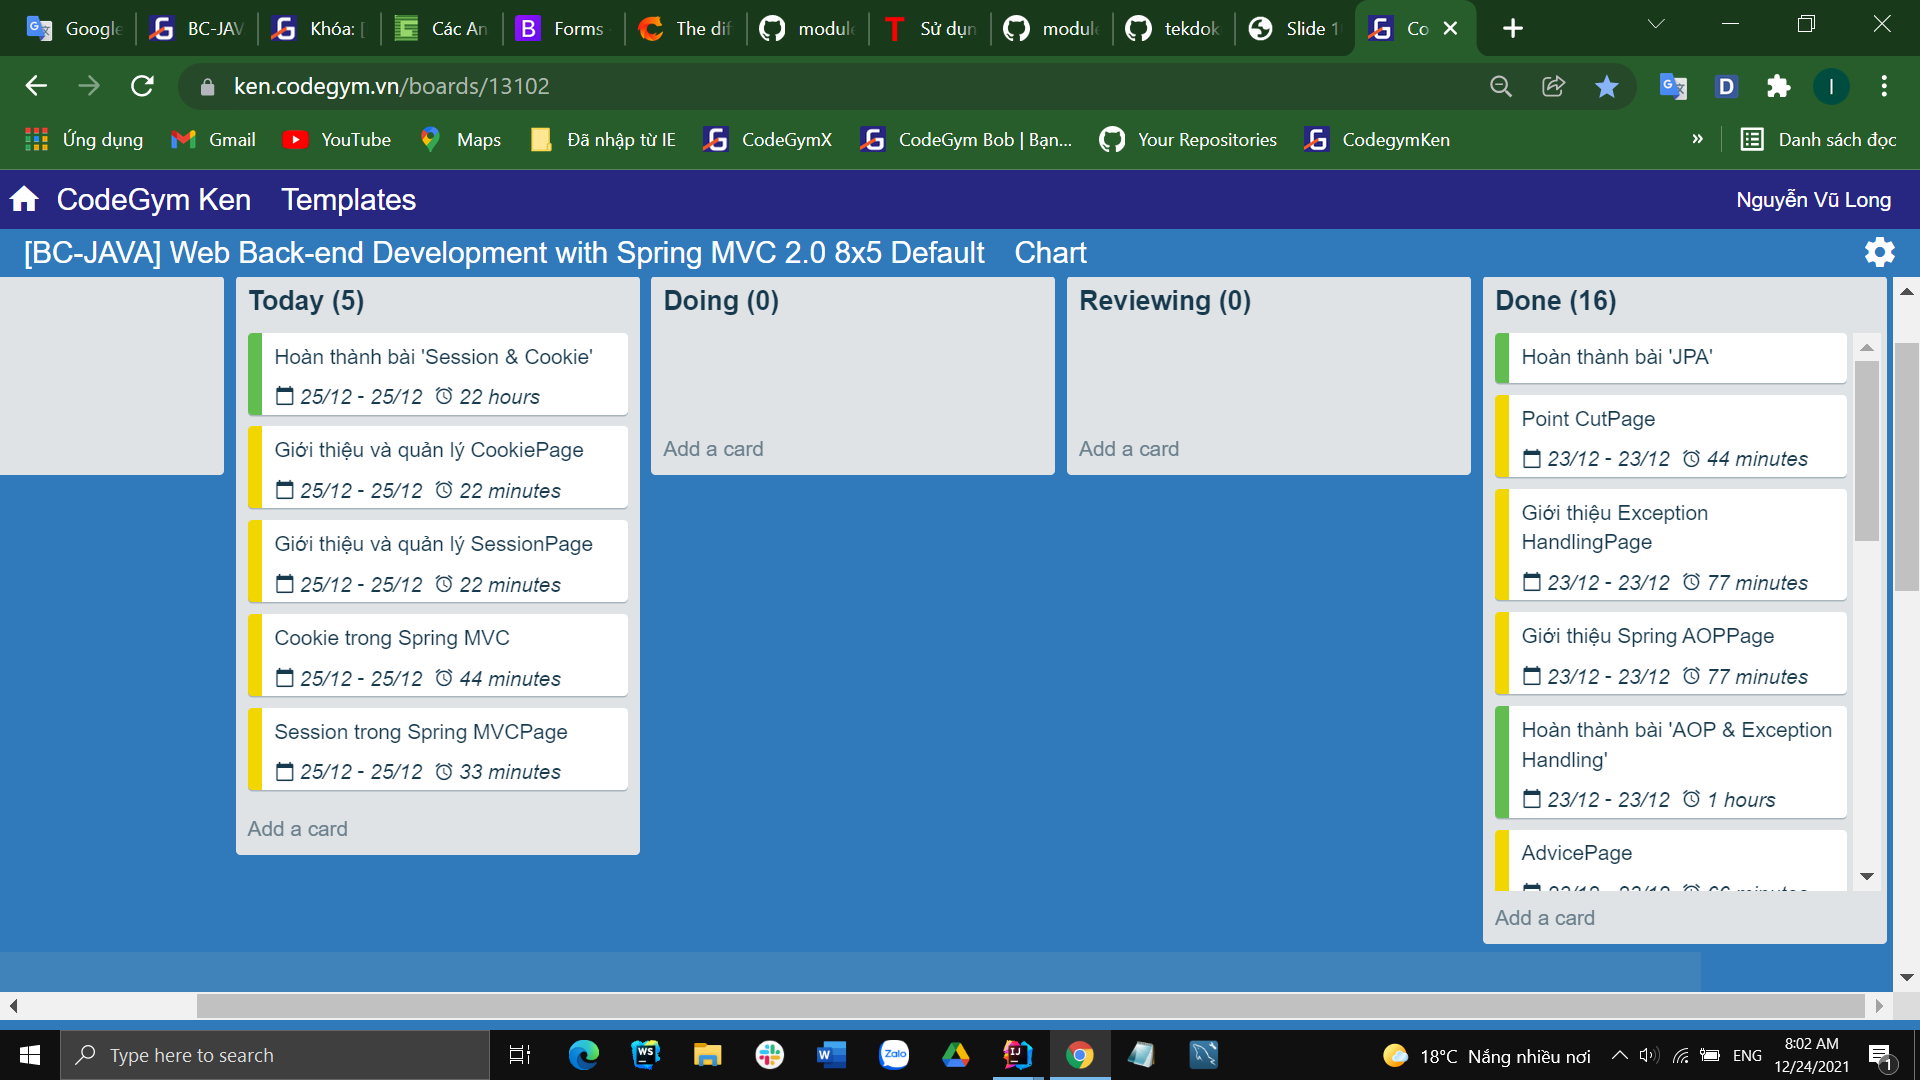 Google
BC-JAV
Khóa: [
Các An
Forms
The dif
module
Sử dụn
module
tekdok
Slide 1
Co
ken.codegym.vn/boards/13102
Ứng dụng
Gmail
YouTube
Maps
Đã nhập từ IE
CodeGymX
CodeGym Bob | Bạn...
Your Repositories
CodegymKen
»
Danh sách đọc
CodeGym Ken
Templates
Nguyễn Vũ Long
[BC-JAVA] Web Back-end Development with Spring MVC 2.0 8x5 Default
Chart
Today (5)
Hoàn thành bài 'Session & Cookie'
25/12 - 25/12 22 hours
Giới thiệu và quản lý CookiePage
25/12 - 25/12 22 minutes
Giới thiệu và quản lý SessionPage
25/12 - 25/12 22 minutes
Cookie trong Spring MVC
25/12 - 25/12 44 minutes
Session trong Spring MVCPage
25/12 - 25/12 33 minutes
Add a card
Doing (0)
Add a card
Reviewing (0)
Add a card
Done (16)
Hoàn thành bài 'JPA'
Point CutPage
23/12 - 23/12 44 minutes
Giới thiệu Exception
HandlingPage
23/12 - 23/12 77 minutes
Giới thiệu Spring AOPPage
23/12 - 23/12 77 minutes
Hoàn thành bài 'AOP & Exception
Handling'
23/12 - 23/12 1 hours
AdvicePage
23/12 - 23/12 66 minutes
Add a card
Type here to search
18°C Nắng nhiều nơi
ENG
8:02 AM
12/24/2021
1